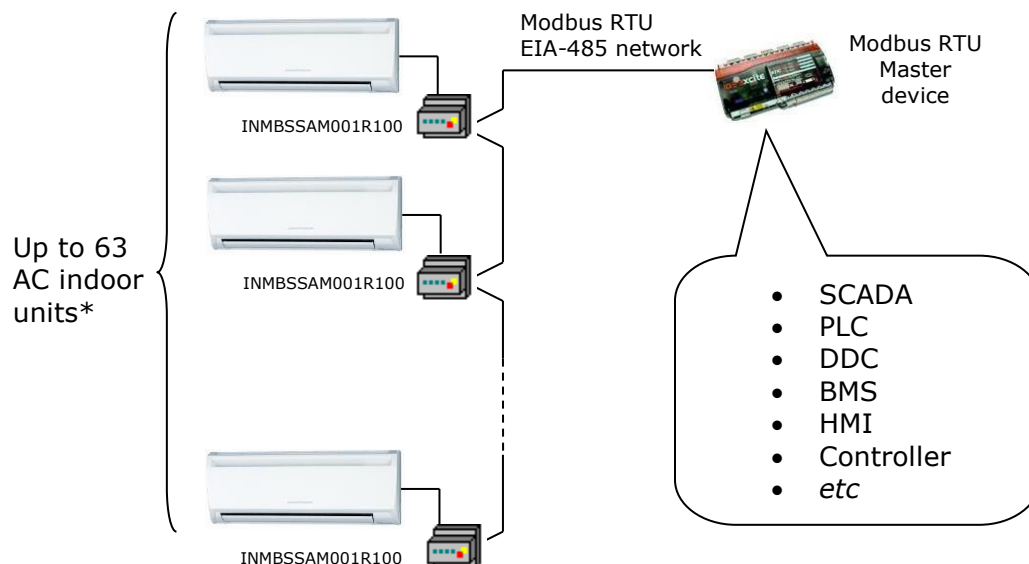 Modbus RTU
EIA-485 network
Modbus RTU
Master
device
INMBSSAM001R100
INMBSSAM001R100
Up to 63
AC indoor
units*
• SCADA
• PLC
• DDC
• BMS
• HMI
• Controller
• etc
INMBSSAM001R100
xcite